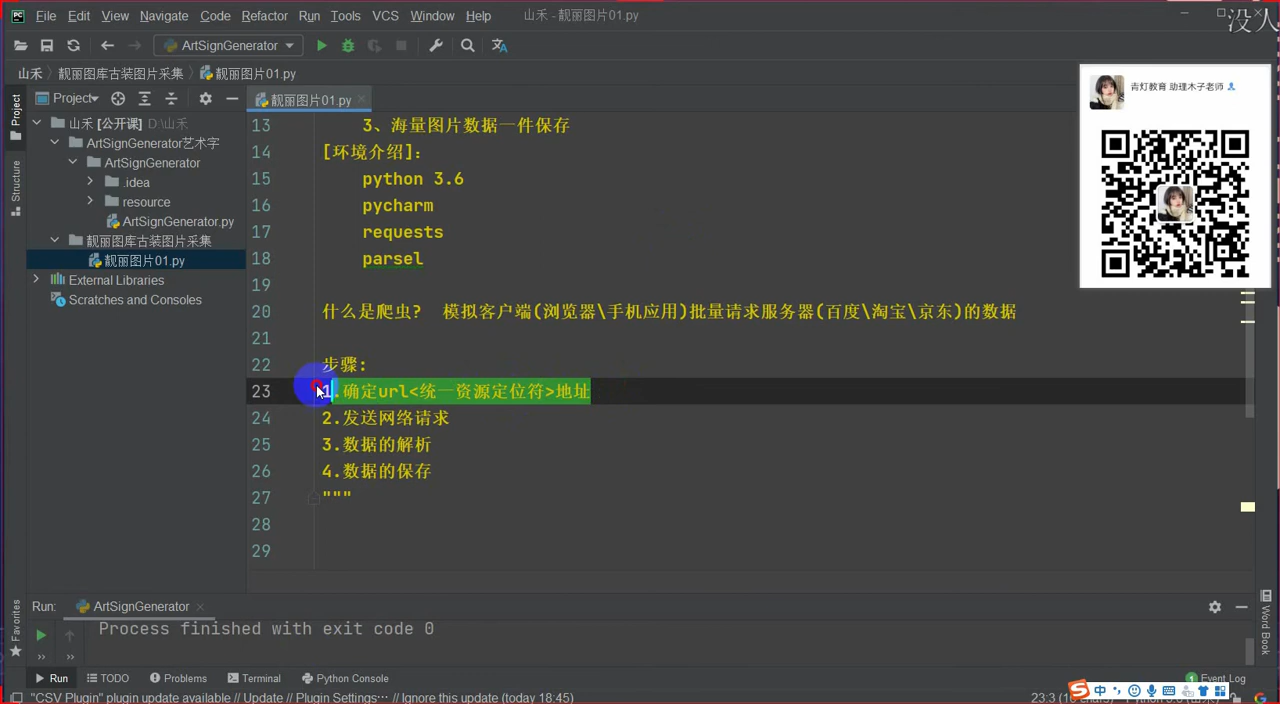 File Edit View Navigate Code Refactor Run Tools VCS Window Help 山禾 - 靓丽图片01.py
没人
ArtSignGenerator
山禾 靓丽图库古装图片采集 靓丽图片01.py
Project 靓丽图片01.py
青灯教育 助理木子老师
Project
Structure
山禾 [公开课] D:\山禾
ArtSignGenerator艺术字
ArtSignGenerator
.idea
resource
ArtSignGenerator.py
靓丽图库古装图片采集
靓丽图片01.py
External Libraries
Scratches and Consoles
13 3、海量图片数据一件保存
14 [环境介绍]:
15 python 3.6
16 pycharm
17 requests
18 parsel
19
20 什么是爬虫? 模拟客户端(浏览器\手机应用)批量请求服务器(百度\淘宝\京东)的数据
21
22 步骤:
23 1.确定url<统一资源定位符>地址
24 2.发送网络请求
25 3.数据的解析
26 4.数据的保存
27 """
28
29
Run: ArtSignGenerator
Process finished with exit code 0
Favorites
Word Book
Run TODO Problems Terminal Python Console Event Log
"CSV Plugin" plugin update available // Update // Plugin Settings... // Ignore this update (today 18:45) 23:3
中